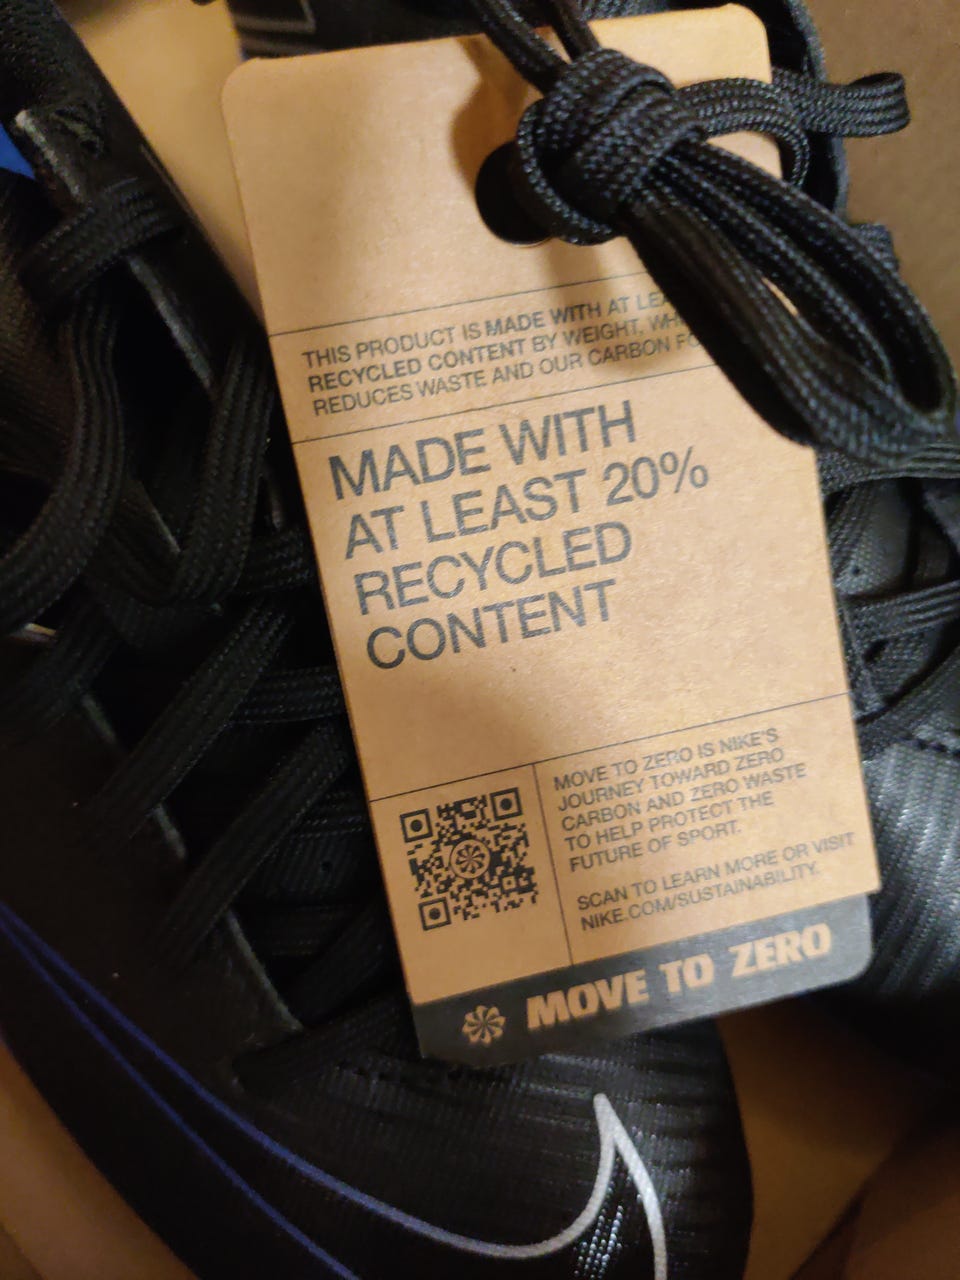 THIS PRODUCT IS MADE WITH AT
RECYCLED CONTENT BY WEIGHT,
REDUCES WASTE AND OUR CARBON
MADE WITH
AT LEAST 20%
RECYCLED
CONTENT
MOVE TO ZERO IS NIKE'S
JOURNEY TOWARD ZERO
CARBON AND ZERO WASTE
TO HELP PROTECT THE
FUTURE OF SPORT.
SCAN TO LEARN MORE OR VISIT
NIKE.COM/SUSTAINABILITY.
MOVE TO ZERO